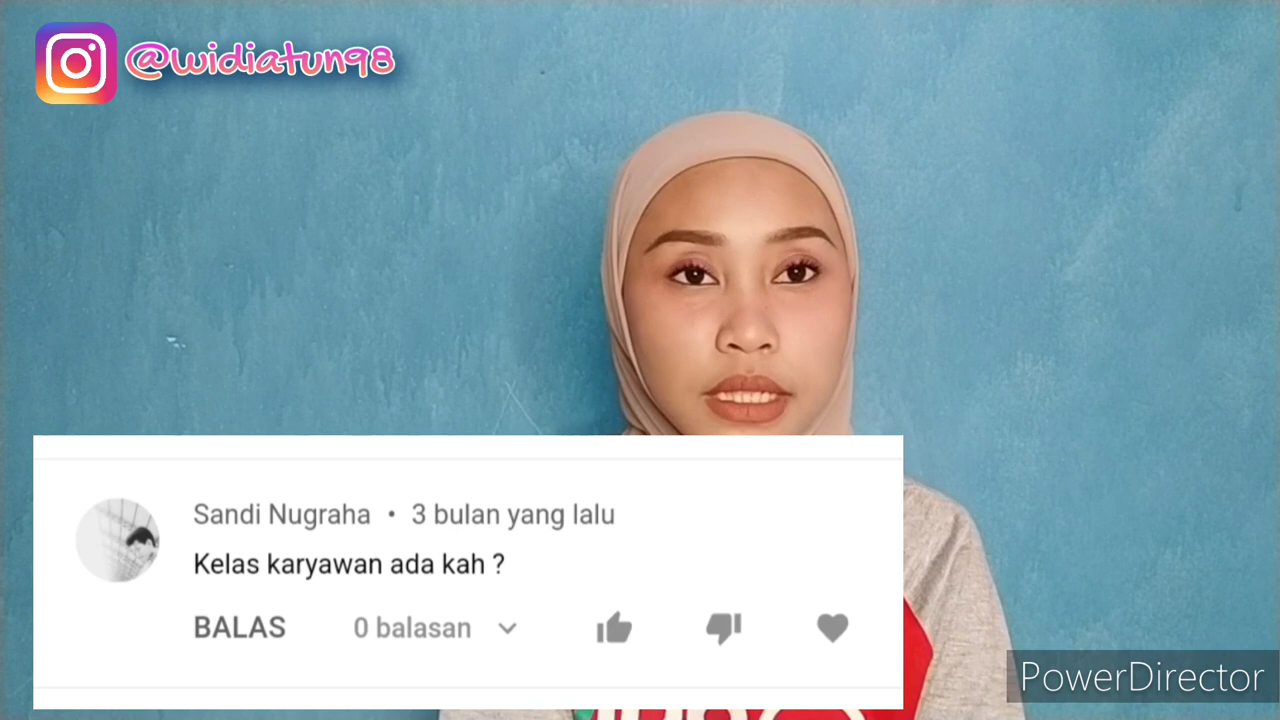 @widiatun98
Sandi Nugraha • 3 bulan yang lalu
Kelas karyawan ada kah ?
BALAS 0 balasan
PowerDirector